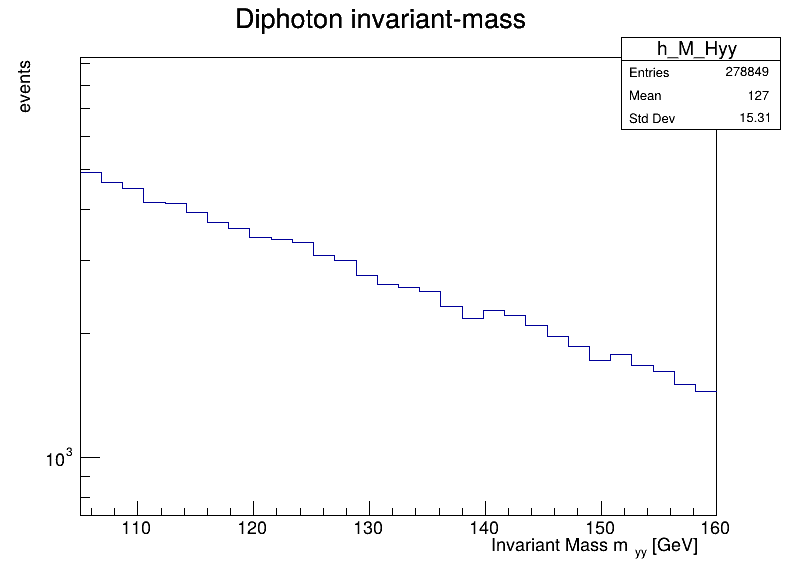 Diphoton invariant-mass
h_M_Hyy
Entries 278849
Mean 127
Std Dev 15.31
events
10³
110 120 130 140 150 160
Invariant Mass m yy [GeV]